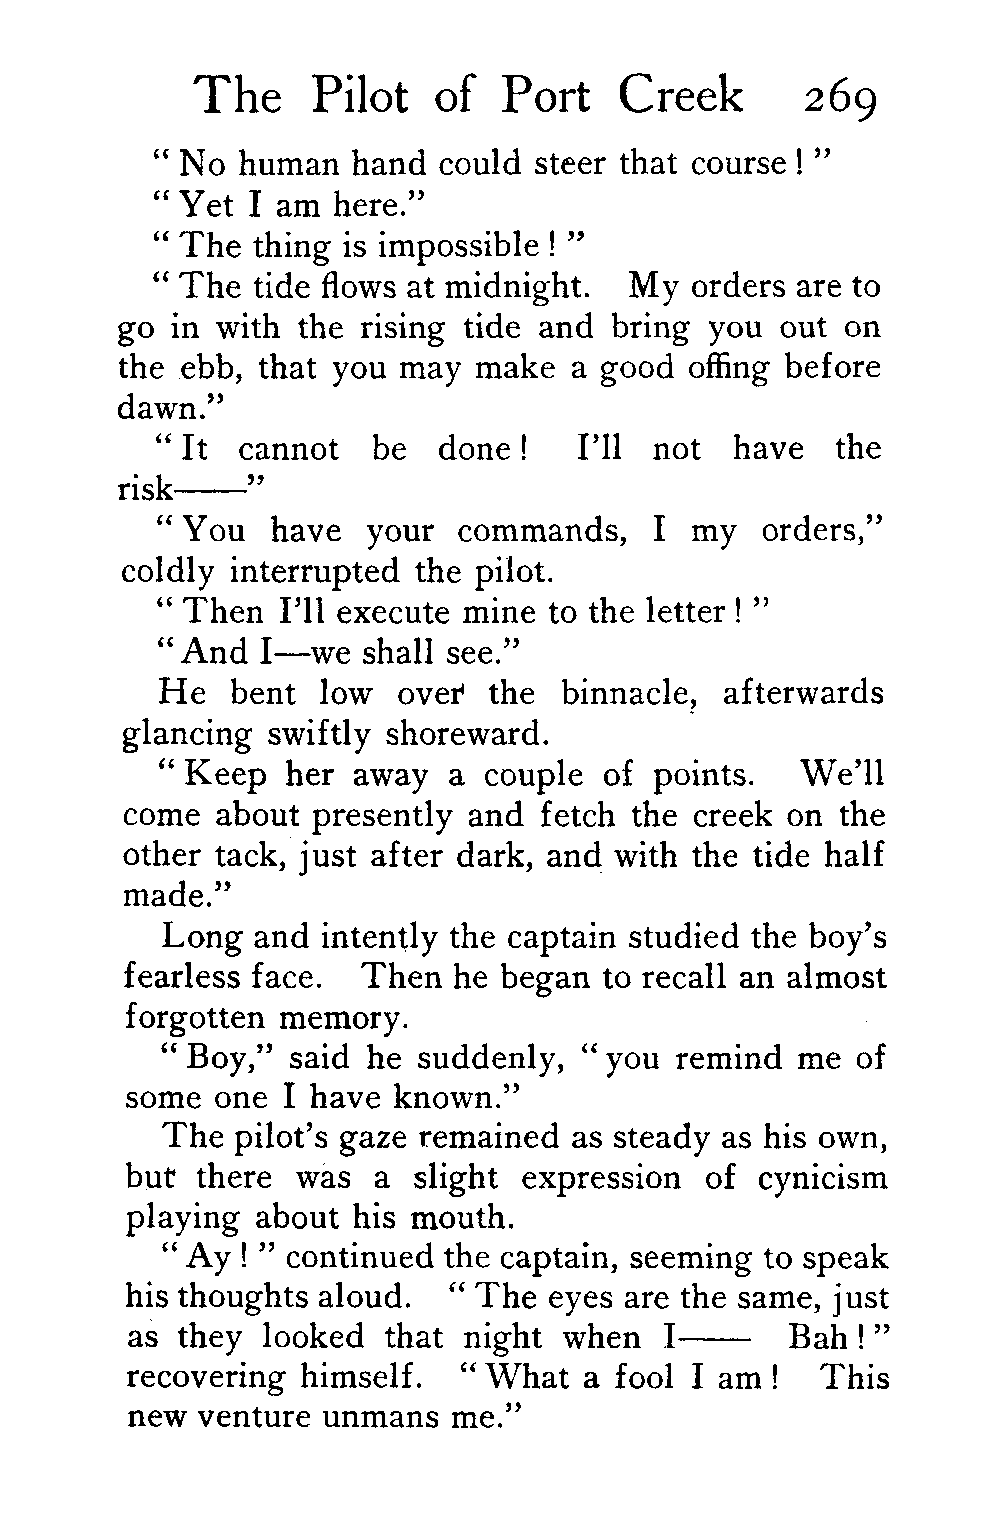 The Pilot of Port Creek 269
“ No human hand could steer that course ! ”
“ Yet I am here.”
“ The thing is impossible ! ”
“ The tide flows at midnight. My orders are to
go in with the rising tide and bring you out on
the ebb, that you may make a good offing before
dawn.”
“ It cannot be done ! I’ll not have the
risk——”
“ You have your commands, I my orders,”
coldly interrupted the pilot.
“ Then I’ll execute mine to the letter ! ”
“ And I—we shall see.”
He bent low over the binnacle, afterwards
glancing swiftly shoreward.
“ Keep her away a couple of points. We’ll
come about presently and fetch the creek on the
other tack, just after dark, and with the tide half
made.”
Long and intently the captain studied the boy’s
fearless face. Then he began to recall an almost
forgotten memory.
“ Boy,” said he suddenly, “ you remind me of
some one I have known.”
The pilot’s gaze remained as steady as his own,
but there was a slight expression of cynicism
playing about his mouth.
“ Ay ! ” continued the captain, seeming to speak
his thoughts aloud. “ The eyes are the same, just
as they looked that night when I—— Bah ! ”
recovering himself. “ What a fool I am ! This
new venture unmans me.”